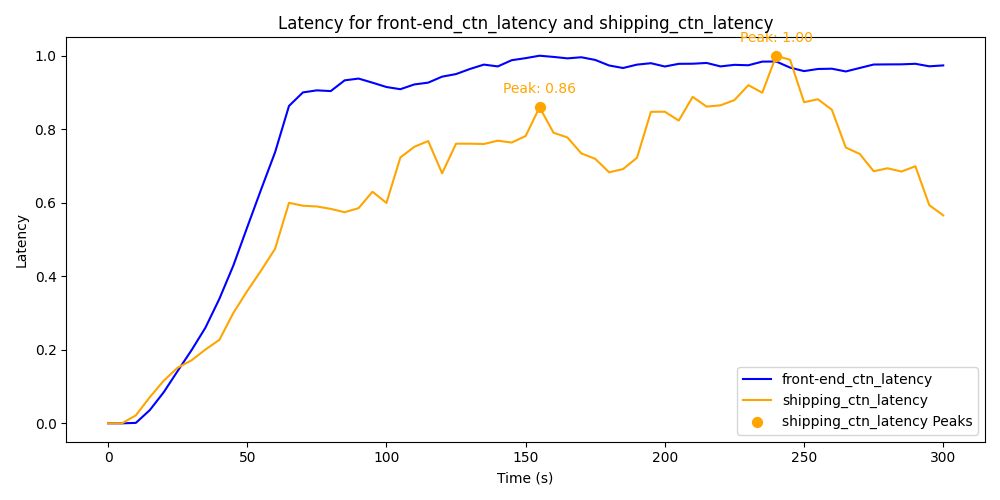 Latency for front-end_ctn_latency and shipping_ctn_latency
Peak: 1.00
Peak: 0.86
1.0
0.8
0.6
0.4
0.2
0.0
Latency
0 50 100 150 200 250 300
Time (s)
front-end_ctn_latency
shipping_ctn_latency
shipping_ctn_latency Peaks